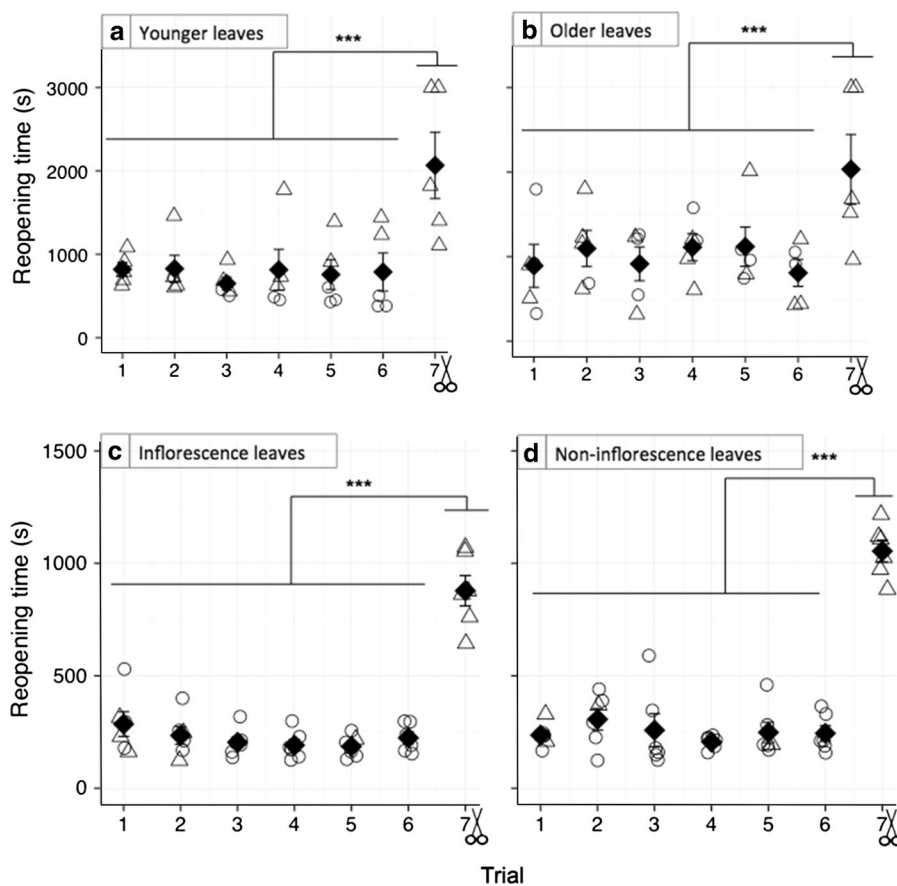 a Younger leaves
***
b Older leaves
***
Reopening time (s)
3000
2000
1000
0
1 2 3 4 5 6 7
1 2 3 4 5 6 7
c Inflorescence leaves
***
d Non-inflorescence leaves
***
Reopening time (s)
1500
1000
500
0
1 2 3 4 5 6 7
1 2 3 4 5 6 7
Trial